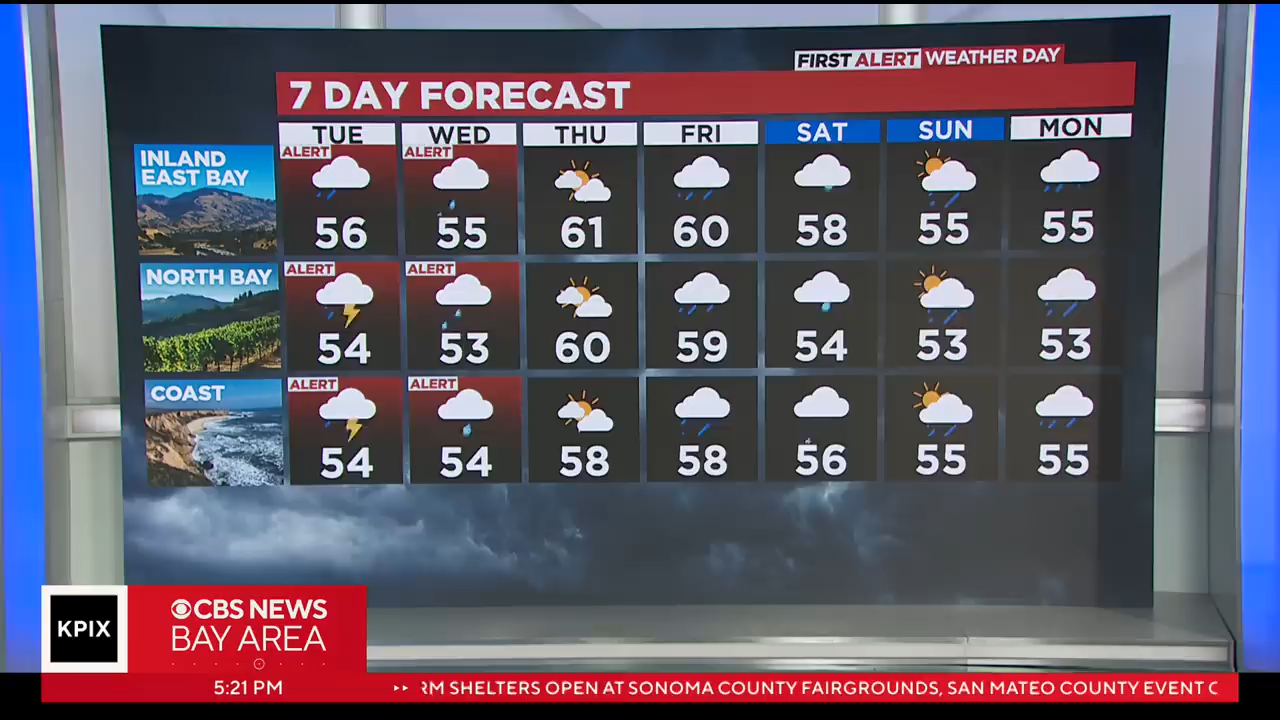 FIRST ALERT WEATHER DAY
7 DAY FORECAST
TUE WED THU FRI SAT SUN MON
INLAND
EAST BAY
ALERT ALERT
56 55 61 60 58 55 55
NORTH BAY
ALERT ALERT
54 53 60 59 54 53 53
COAST
ALERT ALERT
54 54 58 58 56 55 55
KPIX
CBS NEWS
BAY AREA
5:21 PM
RM SHELTERS OPEN AT SONOMA COUNTY FAIRGROUNDS, SAN MATEO COUNTY EVENT